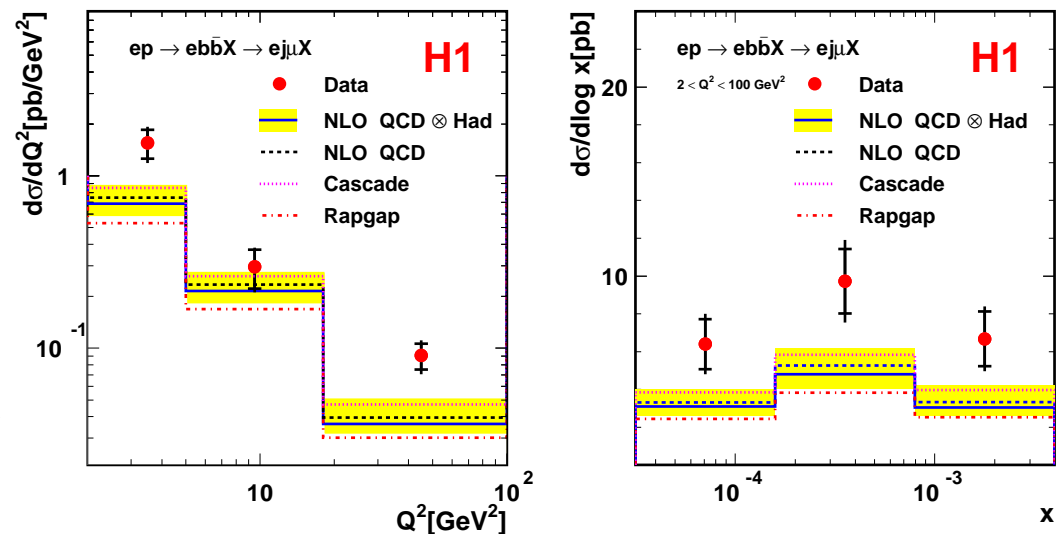 ep → ebb̄X → ejμX
H1
Data
NLO QCD ⊗ Had
NLO QCD
Cascade
Rapgap
dσ/dQ²[pb/GeV²]
1
10⁻¹
10
10²
Q²[GeV²]
ep → ebb̄X → ejμX
H1
2 < Q² < 100 GeV²
Data
NLO QCD ⊗ Had
NLO QCD
Cascade
Rapgap
dσ/dlog x[pb]
20
10
10⁻⁴
10⁻³
x